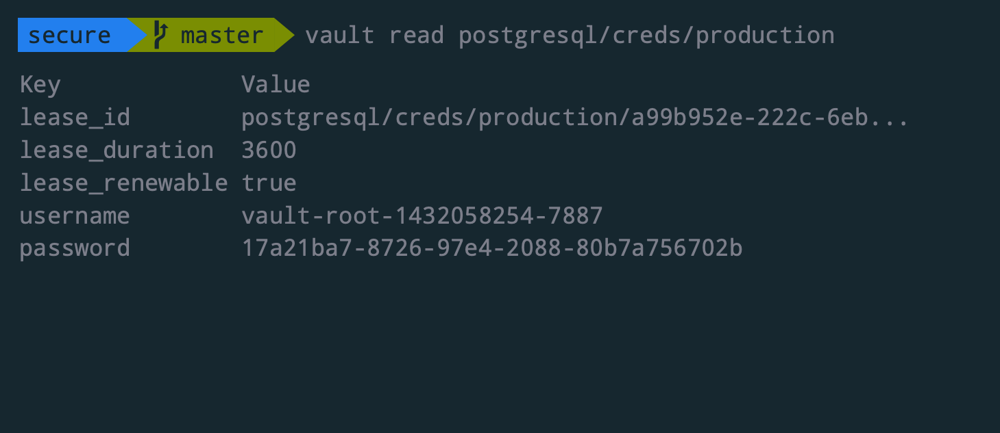 secure master vault read postgresql/creds/production
Key Value
lease_id postgresql/creds/production/a99b952e-222c-6eb...
lease_duration 3600
lease_renewable true
username vault-root-1432058254-7887
password 17a21ba7-8726-97e4-2088-80b7a756702b